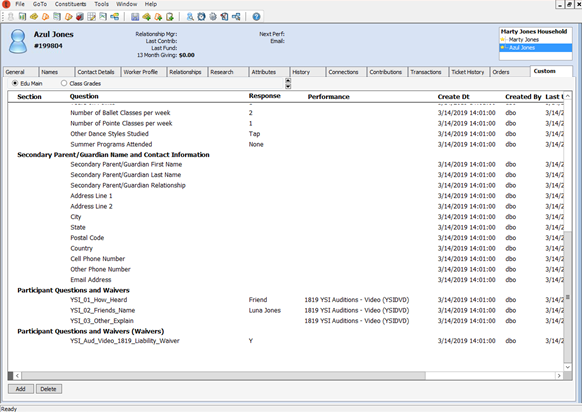 File GoTo Constituents Tools Window Help
Azul Jones
#199804
Relationship Mgr:
Last Contrib:
Last Fund:
13 Month Giving: $0.00
Next Perf:
Email:
Marty Jones Household
Marty Jones
Azul Jones
General Names Contact Details Worker Profile Relationships Research Attributes History Connections Contributions Transactions Ticket History Orders Custom
Edu Main Class Grades
Section Question Response Performance Create Dt Created By Last U
Number of Ballet Classes per week 2 3/14/2019 14:01:00 dbo 3/14/2
Number of Pointe Classes per week 1 3/14/2019 14:01:00 dbo 3/14/2
Other Dance Styles Studied Tap 3/14/2019 14:01:00 dbo 3/14/2
Summer Programs Attended None 3/14/2019 14:01:00 dbo 3/14/2
Secondary Parent/Guardian Name and Contact Information
Secondary Parent/Guardian First Name 3/14/2019 14:01:00 dbo 3/14/2
Secondary Parent/Guardian Last Name 3/14/2019 14:01:00 dbo 3/14/2
Secondary Parent/Guardian Relationship 3/14/2019 14:01:00 dbo 3/14/2
Address Line 1 3/14/2019 14:01:00 dbo 3/14/2
Address Line 2 3/14/2019 14:01:00 dbo 3/14/2
City 3/14/2019 14:01:00 dbo 3/14/2
State 3/14/2019 14:01:00 dbo 3/14/2
Postal Code 3/14/2019 14:01:00 dbo 3/14/2
Country 3/14/2019 14:01:00 dbo 3/14/2
Cell Phone Number 3/14/2019 14:01:00 dbo 3/14/2
Other Phone Number 3/14/2019 14:01:00 dbo 3/14/2
Email Address 3/14/2019 14:01:00 dbo 3/14/2
Participant Questions and Waivers
YSI_01_How_Heard Friend 1819 YSI Auditions - Video (YSIDVD) 3/14/2019 14:01:00 dbo 3/14/2
YSI_02_Friends_Name Luna Jones 1819 YSI Auditions - Video (YSIDVD) 3/14/2019 14:01:00 dbo 3/14/2
YSI_03_Other_Explain 1819 YSI Auditions - Video (YSIDVD) 3/14/2019 14:01:00 dbo 3/14/2
Participant Questions and Waivers (Waivers)
YSI_Aud_Video_1819_Liability_Waiver Y 3/14/2019 14:01:00 dbo 3/14/2
Add Delete
Ready